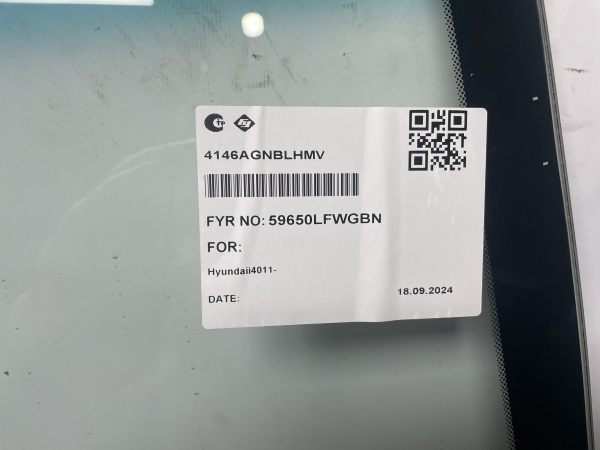 4146AGNBLHMV
FYR NO: 59650LFWGBN
FOR:
Hyundaii4011-
DATE:
18.09.2024